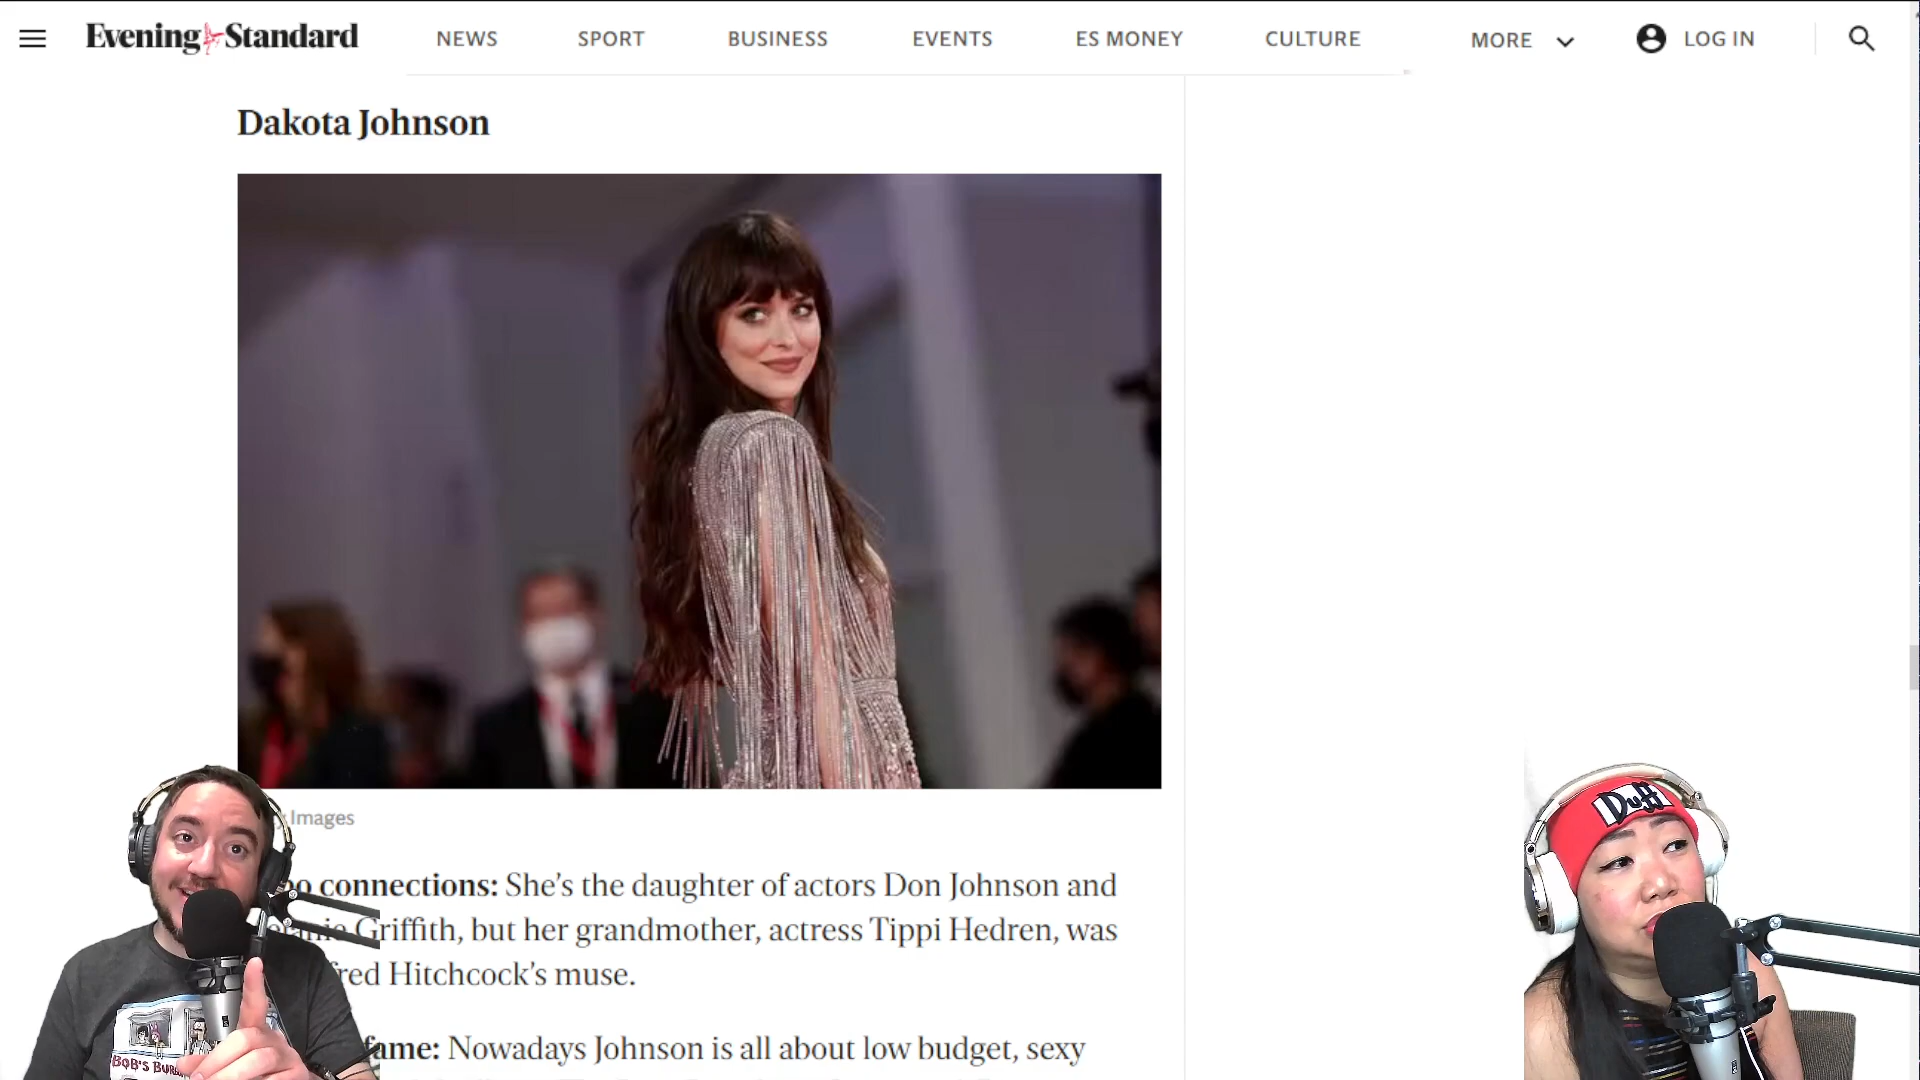 Evening Standard
NEWS
SPORT
BUSINESS
EVENTS
ES MONEY
CULTURE
MORE
LOG IN
Dakota Johnson
Images
connections: She's the daughter of actors Don Johnson and
Griffith, but her grandmother, actress Tippi Hedren, was
Hitchcock's muse.
fame: Nowadays Johnson is all about low budget, sexy
Duff
BOB'S